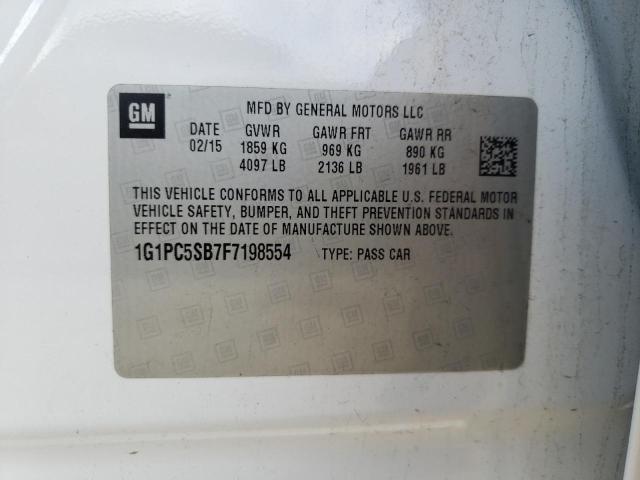 GM
MFD BY GENERAL MOTORS LLC
DATE GVWR GAWR FRT GAWR RR
02/15 1859 KG 969 KG 890 KG
4097 LB 2136 LB 1961 LB
THIS VEHICLE CONFORMS TO ALL APPLICABLE U.S. FEDERAL MOTOR
VEHICLE SAFETY, BUMPER, AND THEFT PREVENTION STANDARDS IN
EFFECT ON THE DATE OF MANUFACTURE SHOWN ABOVE.
1G1PC5SB7F7198554 TYPE: PASS CAR